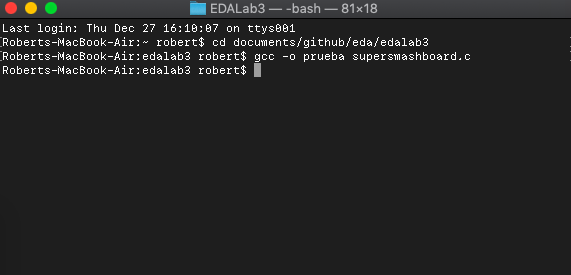 EDALab3 — -bash — 81×18
Last login: Thu Dec 27 16:10:07 on ttys001
[Roberts-MacBook-Air:~ robert$ cd documents/github/eda/edalab3
[Roberts-MacBook-Air:edalab3 robert$ gcc -o prueba supersmashboard.c
Roberts-MacBook-Air:edalab3 robert$